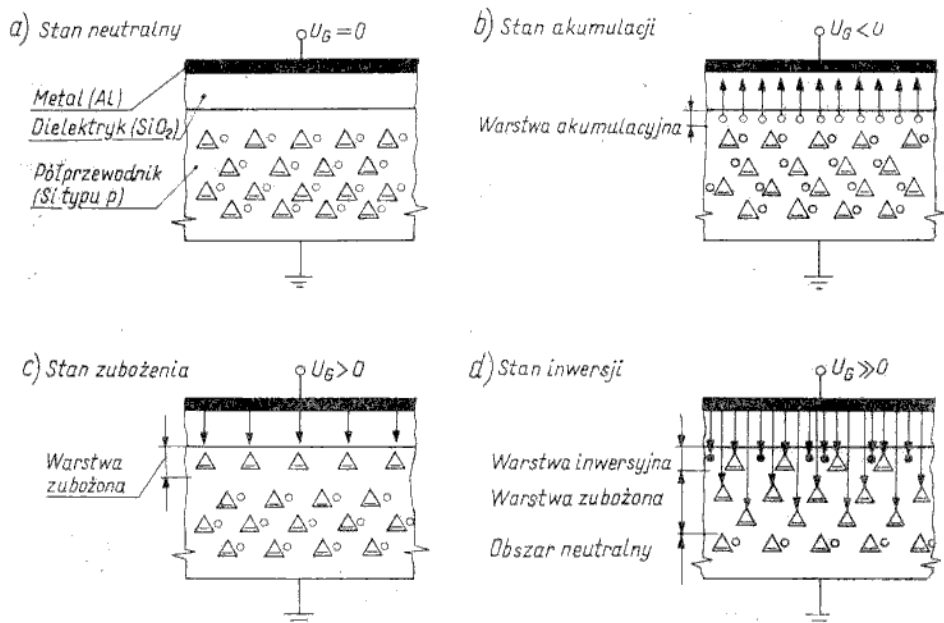 a) Stan neutralny
U_G = 0
Metal (Al)
Dielektryk (SiO₂)
Półprzewodnik
(Si typu p)
b) Stan akumulacji
U_G < 0
Warstwa akumulacyjna
c) Stan zubożenia
U_G > 0
Warstwa
zubożona
d) Stan inwersji
U_G ≫ 0
Warstwa inwersyjna
Warstwa zubożona
Obszar neutralny